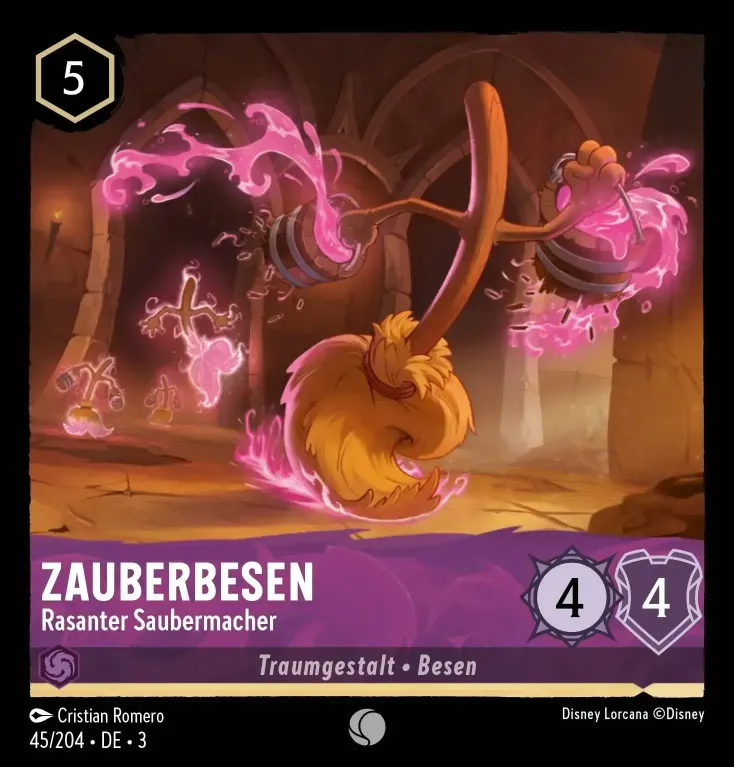 5
ZAUBERBESEN
Rasanter Saubermacher
4
4
Traumgestalt • Besen
Cristian Romero
Disney Lorcana ©Disney
45/204 • DE • 3